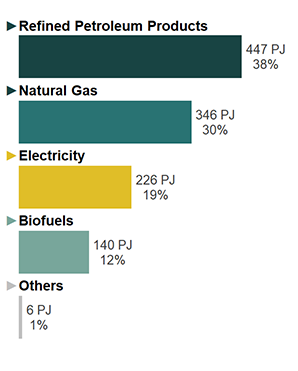 Refined Petroleum Products
447 PJ
38%
Natural Gas
346 PJ
30%
Electricity
226 PJ
19%
Biofuels
140 PJ
12%
Others
6 PJ
1%